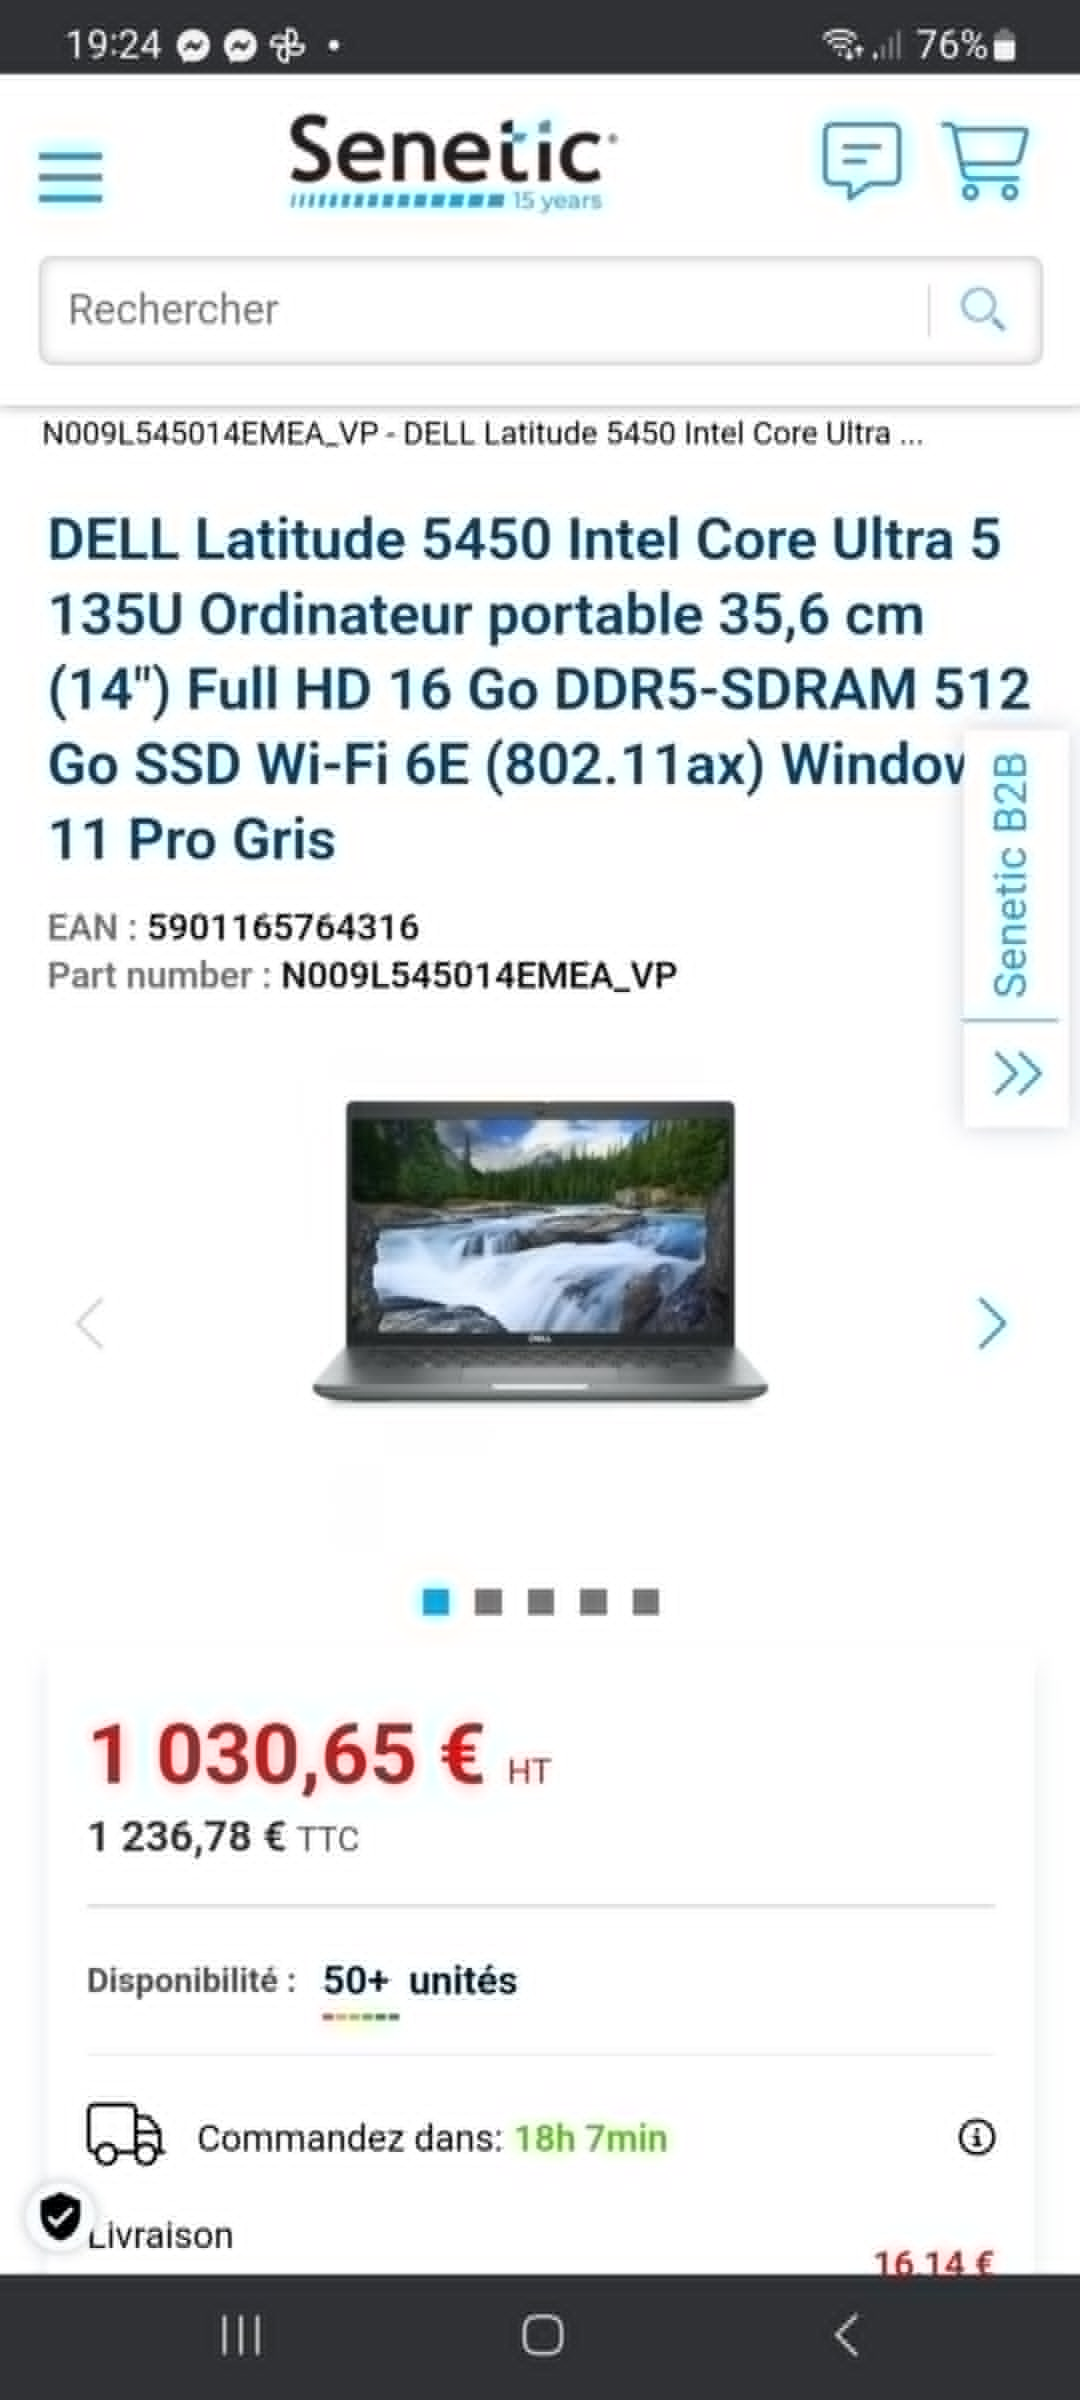 19:24
76%
Senetic
15 years
Rechercher
N009L545014EMEA_VP - DELL Latitude 5450 Intel Core Ultra ...
DELL Latitude 5450 Intel Core Ultra 5
135U Ordinateur portable 35,6 cm
(14") Full HD 16 Go DDR5-SDRAM 512
Go SSD Wi-Fi 6E (802.11ax) Window
11 Pro Gris
Senetic B2B
EAN : 5901165764316
Part number : N009L545014EMEA_VP
DELL
1 030,65 € HT
1 236,78 € TTC
Disponibilité : 50+ unités
Commandez dans: 18h 7min
Livraison
16,14 €